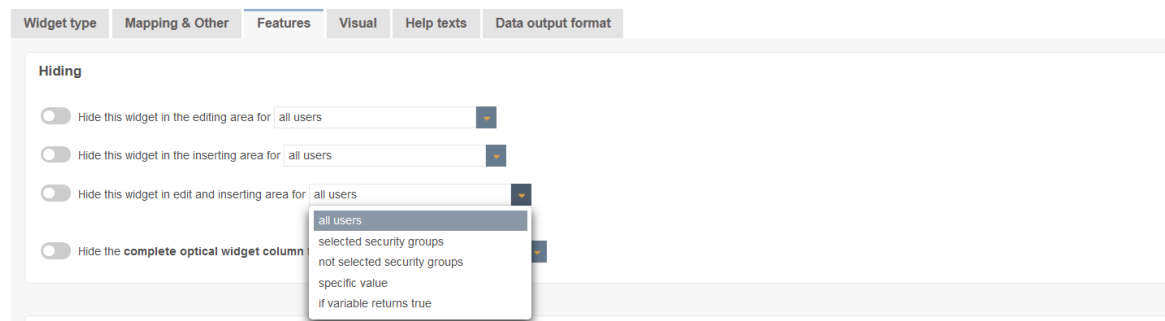 Widget type Mapping & Other Features Visual Help texts Data output format
Hiding
Hide this widget in the editing area for all users
Hide this widget in the inserting area for all users
Hide this widget in edit and inserting area for all users
all users
selected security groups
not selected security groups
specific value
if variable returns true
Hide the complete optical widget column